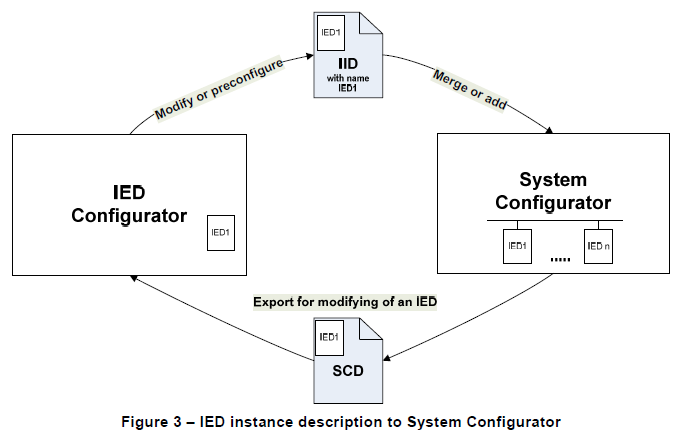 IED1
IID
with name
IED1
Modify or preconfigure
Merge or add
IED
Configurator
IED1
System
Configurator
IED1
.....
IED n
Export for modifying of an IED
IED1
SCD
Figure 3 – IED instance description to System Configurator